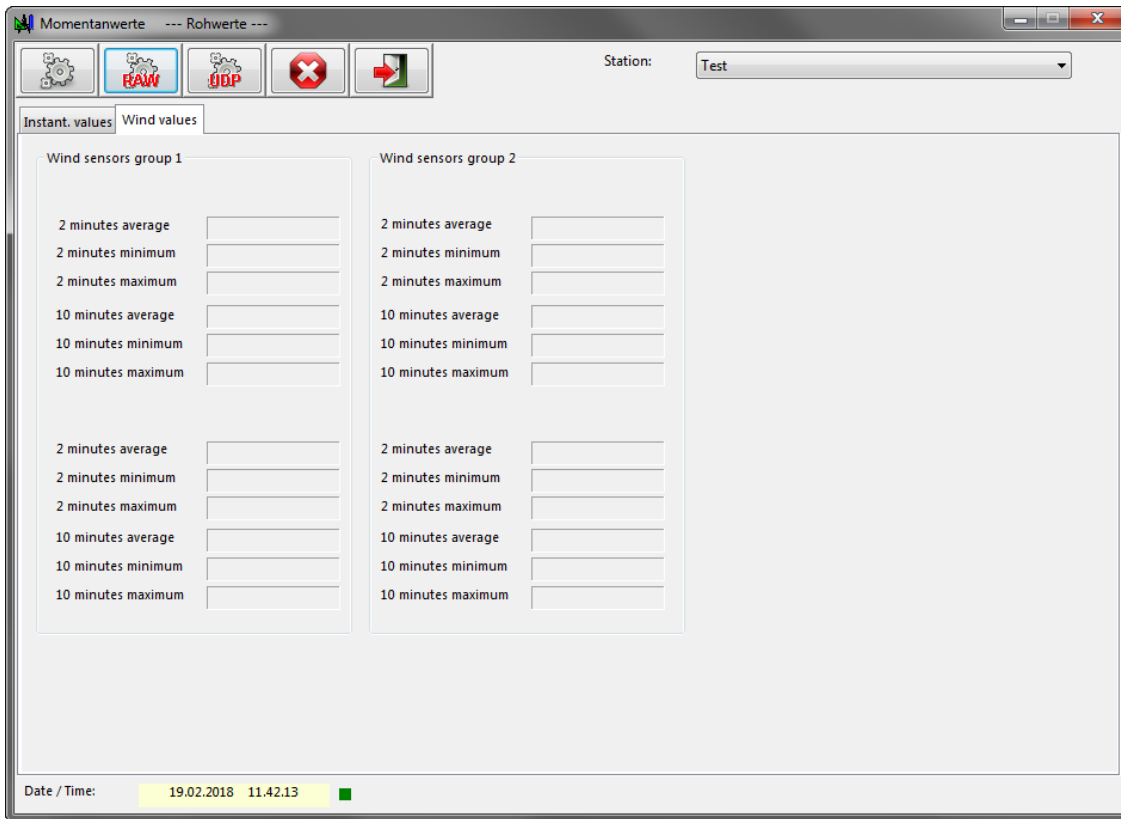 Momentanwerte --- Rohwerte ---
RAW UDP
Station: Test
Instant. values Wind values
Wind sensors group 1 Wind sensors group 2
2 minutes average 2 minutes average
2 minutes minimum 2 minutes minimum
2 minutes maximum 2 minutes maximum
10 minutes average 10 minutes average
10 minutes minimum 10 minutes minimum
10 minutes maximum 10 minutes maximum
2 minutes average 2 minutes average
2 minutes minimum 2 minutes minimum
2 minutes maximum 2 minutes maximum
10 minutes average 10 minutes average
10 minutes minimum 10 minutes minimum
10 minutes maximum 10 minutes maximum
Date / Time: 19.02.2018 11.42.13